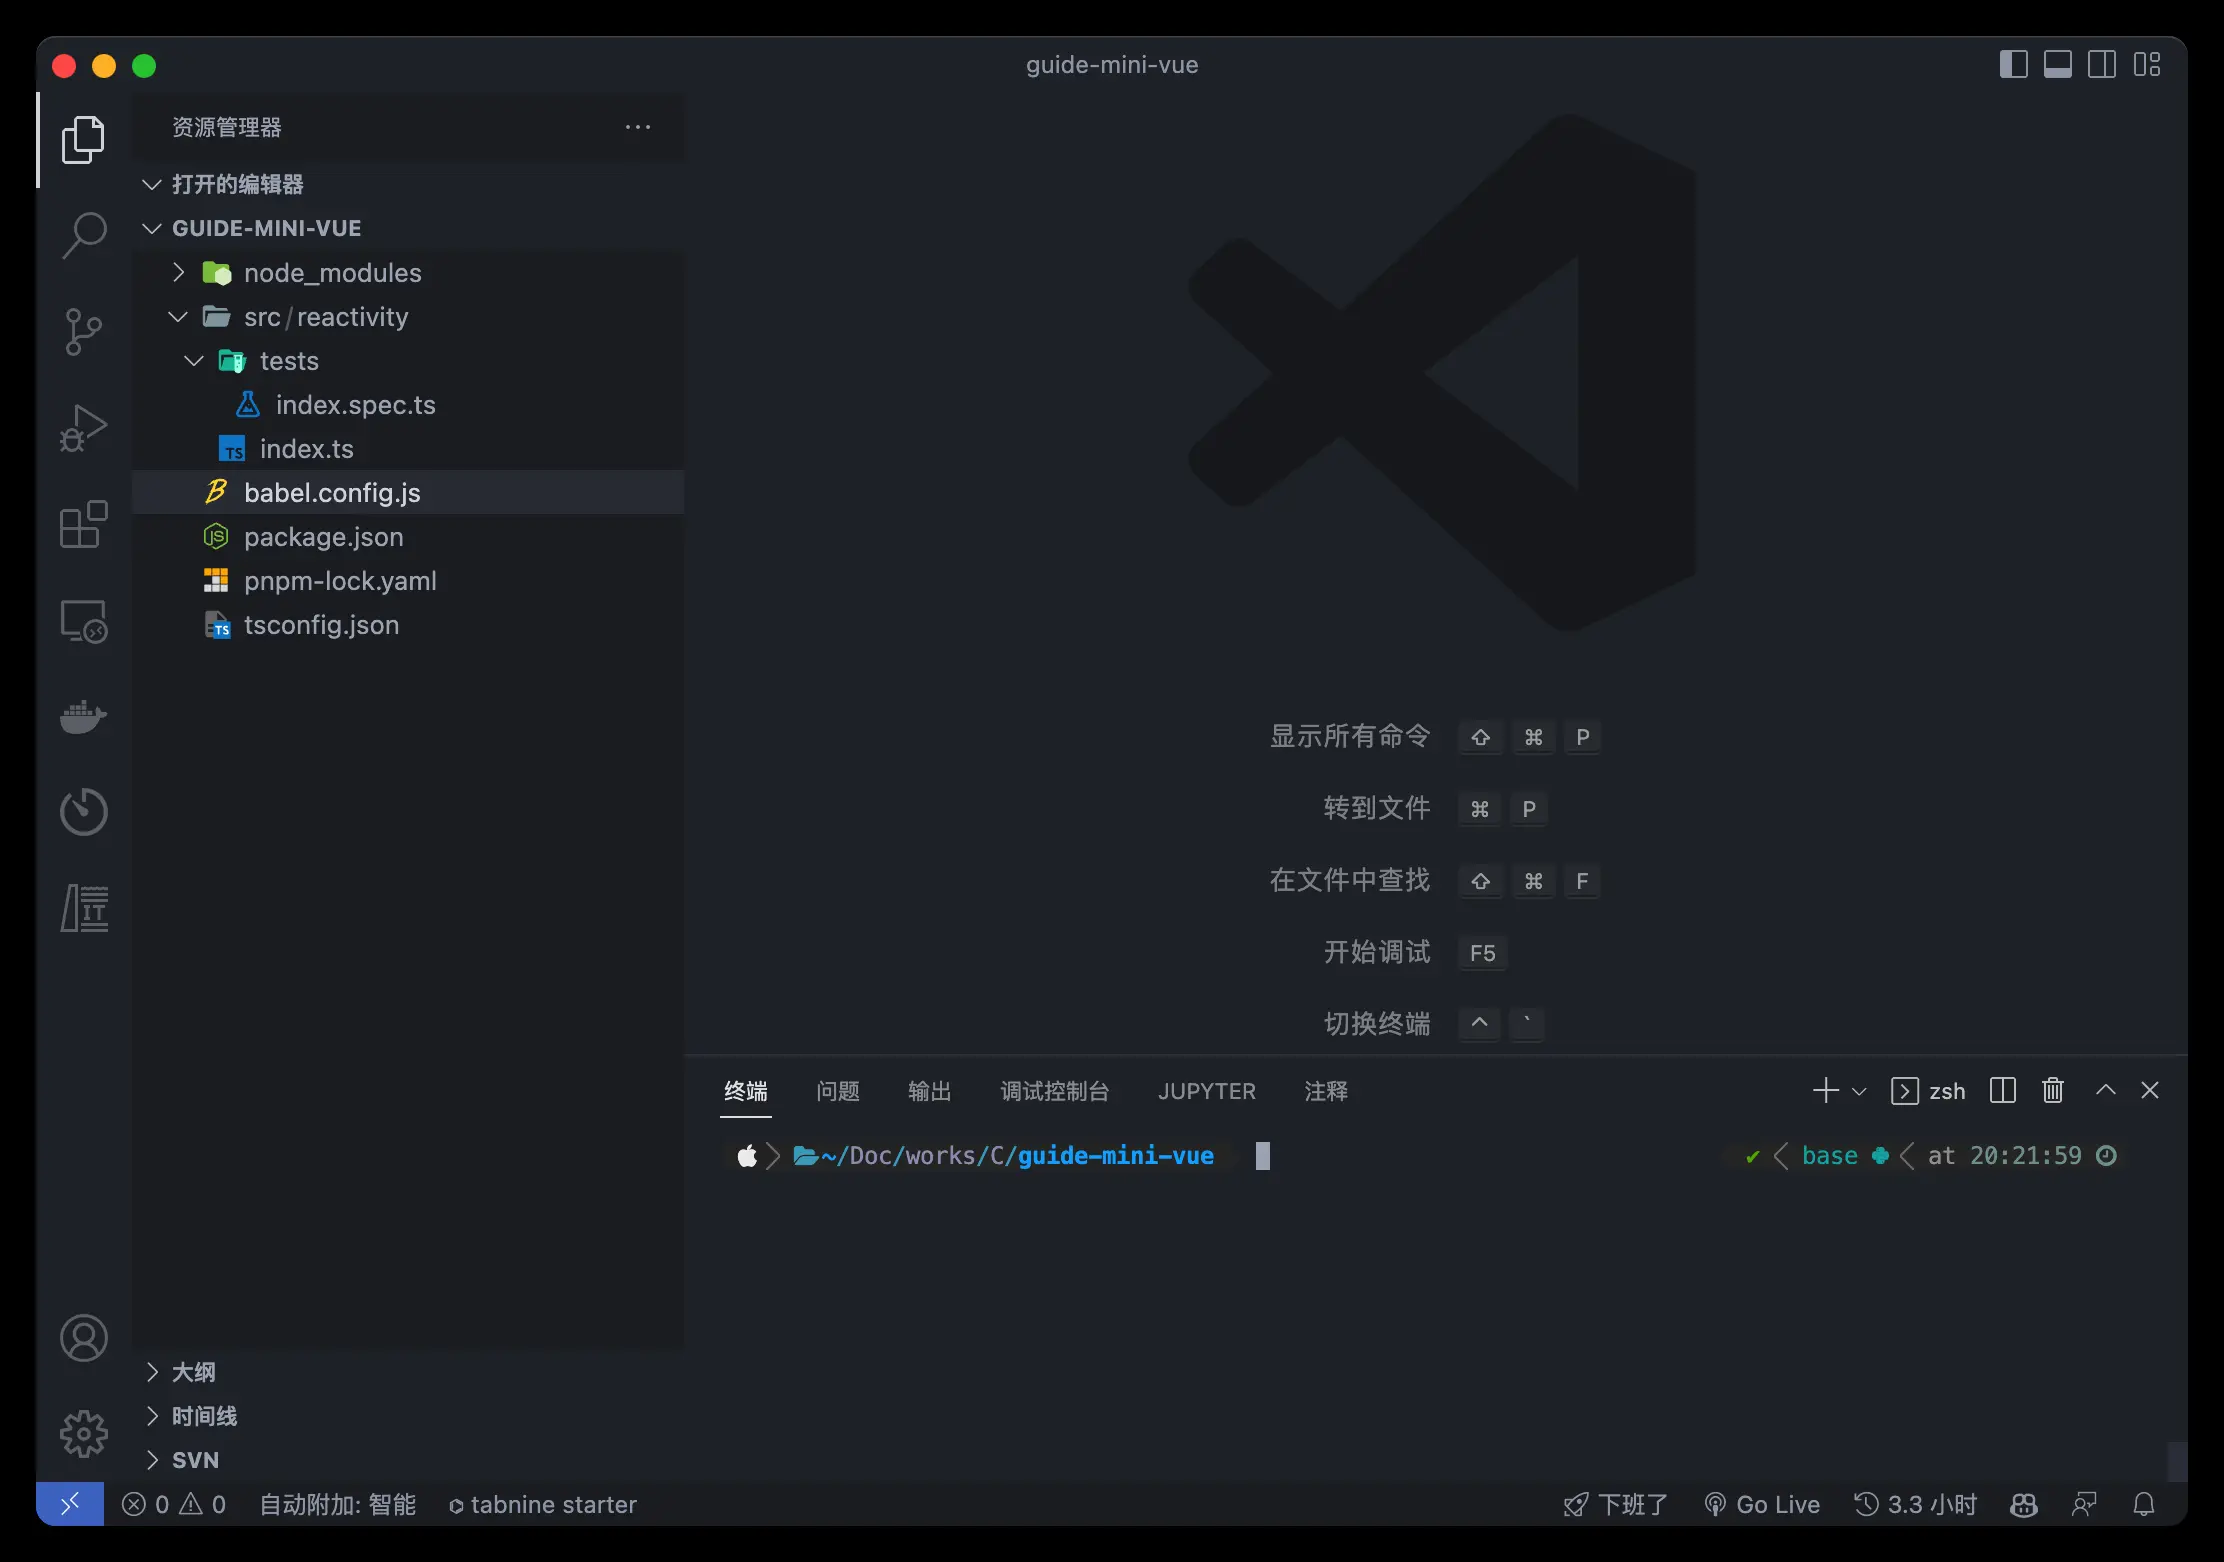 guide-mini-vue
资源管理器
打开的编辑器
GUIDE-MINI-VUE
node_modules
src/reactivity
tests
index.spec.ts
index.ts
babel.config.js
package.json
pnpm-lock.yaml
tsconfig.json
大纲
时间线
SVN
显示所有命令 ⇧ ⌘ P
转到文件 ⌘ P
在文件中查找 ⇧ ⌘ F
开始调试 F5
切换终端 ^ `
终端 问题 输出 调试控制台 JUPYTER 注释 zsh
~/Doc/works/C/guide-mini-vue ✔ base at 20:21:59
0 0 自动附加: 智能 tabnine starter 下班了 Go Live 3.3 小时